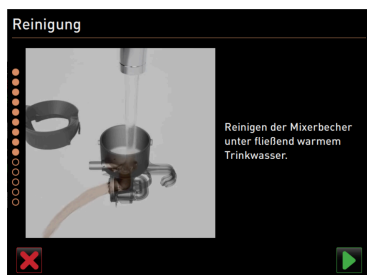 Reinigung
Reinigen der Mixerbecher
unter fließend warmem
Trinkwasser.